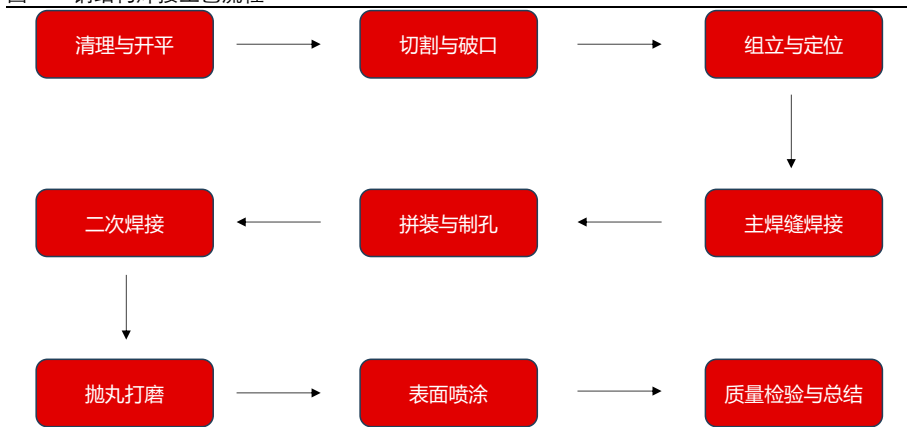 清理与开平
切割与破口
组立与定位
二次焊接
拼装与制孔
主焊缝焊接
抛丸打磨
表面喷涂
质量检验与总结